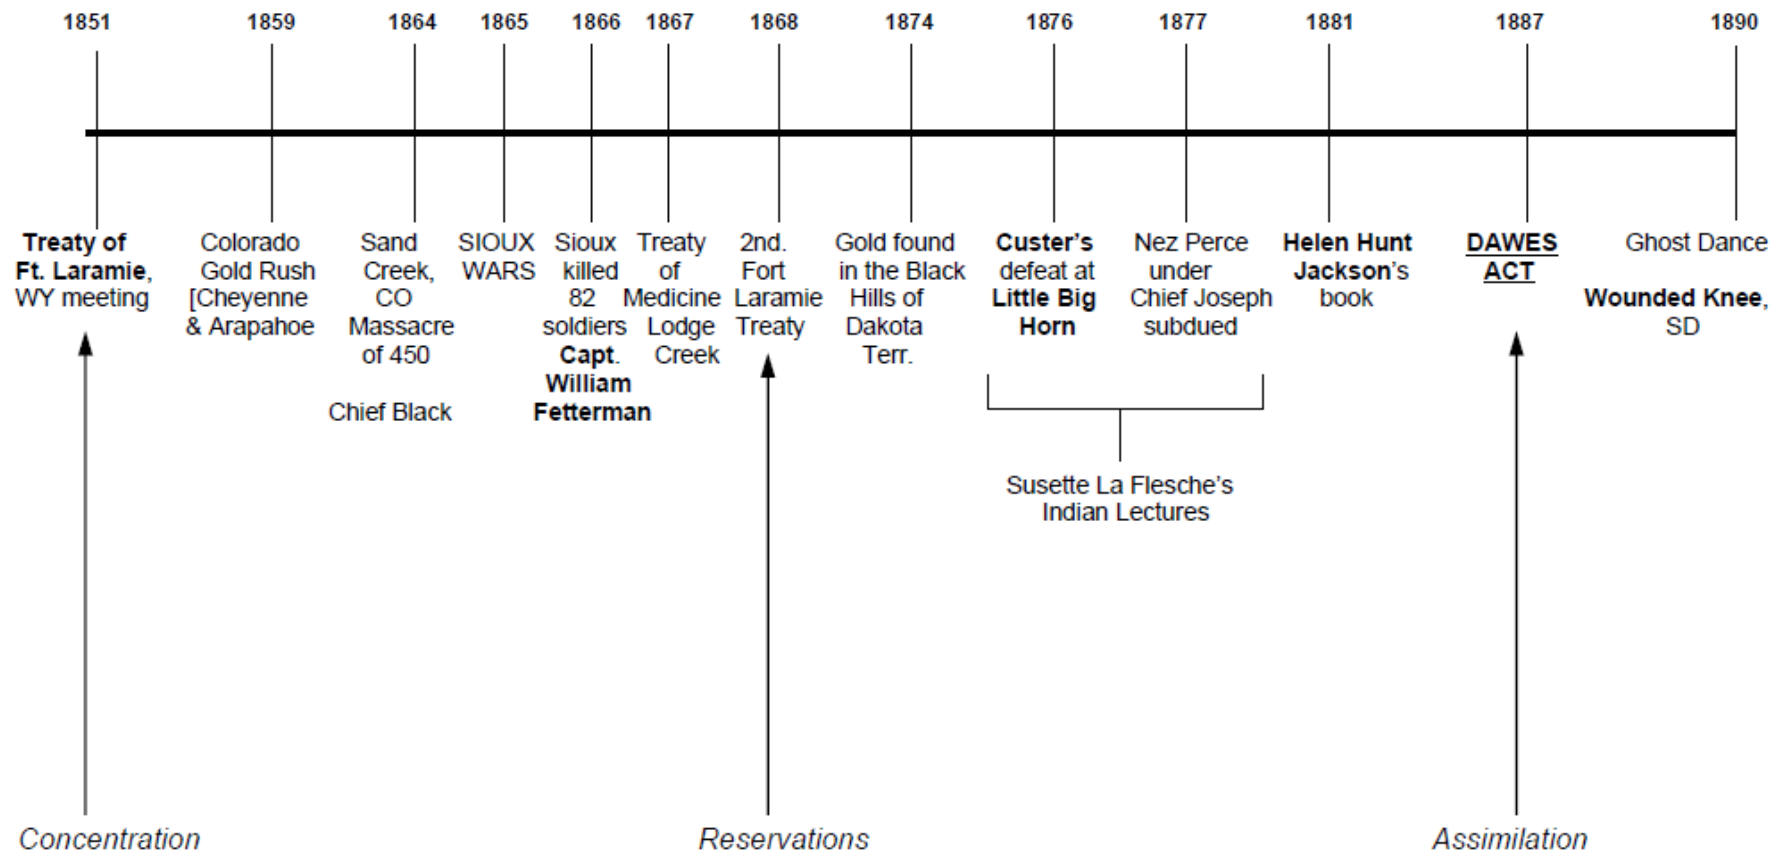 1851 1859 1864 1865 1866 1867 1868 1874 1876 1877 1881 1887 1890
Treaty of
Ft. Laramie,
WY meeting
Colorado
Gold Rush
[Cheyenne
& Arapahoe
Sand
Creek,
CO
Massacre
of 450
Chief Black
SIOUX
WARS
Sioux
killed
82
soldiers
Capt.
William
Fetterman
Treaty
of
Medicine
Lodge
Creek
2nd.
Fort
Laramie
Treaty
Gold found
in the Black
Hills of
Dakota
Terr.
Custer's
defeat at
Little Big
Horn
Nez Perce
under
Chief Joseph
subdued
Susette La Flesche's
Indian Lectures
Helen Hunt
Jackson's
book
DAWES
ACT
Ghost Dance
Wounded Knee,
SD
Concentration
Reservations
Assimilation